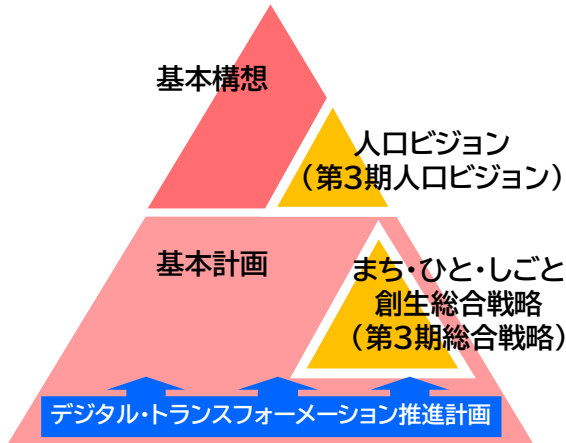 基本構想
人口ビジョン
（第3期人口ビジョン）
基本計画
まち・ひと・しごと
創生総合戦略
（第3期総合戦略）
デジタル・トランスフォーメーション推進計画